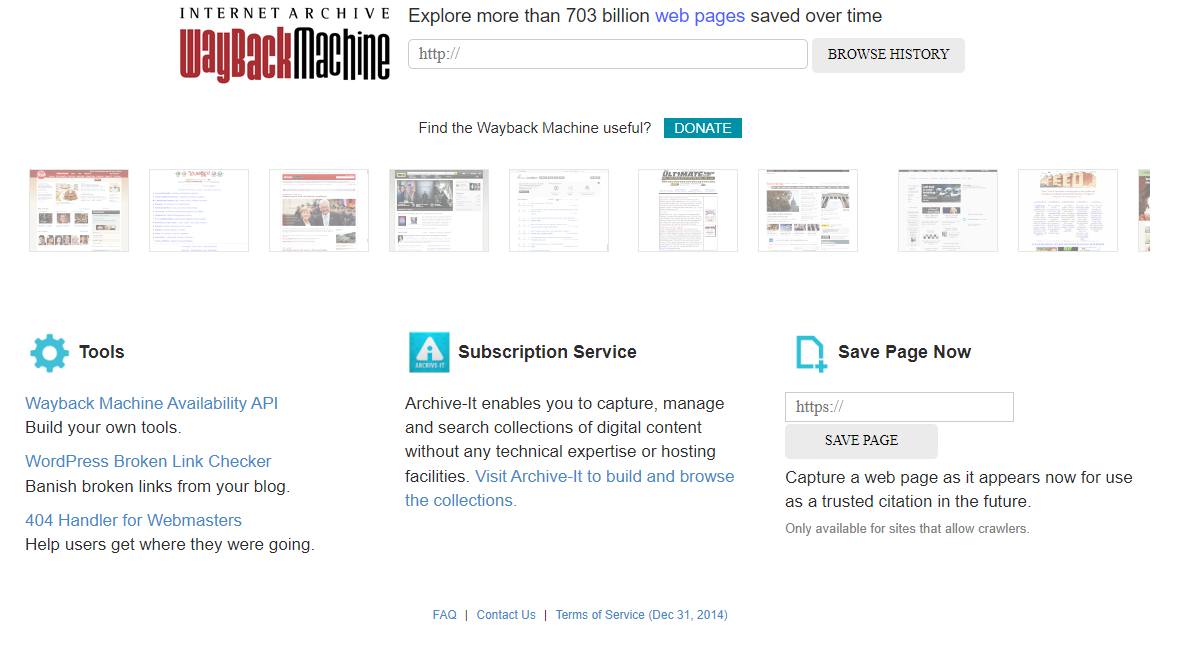 INTERNET ARCHIVE
WayBackMachine
Explore more than 703 billion web pages saved over time
http://
BROWSE HISTORY
Find the Wayback Machine useful?
DONATE
ULTIMATE
Tools
Wayback Machine Availability API
Build your own tools.
WordPress Broken Link Checker
Banish broken links from your blog.
404 Handler for Webmasters
Help users get where they were going.
ARCHIVE-IT
Subscription Service
Archive-It enables you to capture, manage
and search collections of digital content
without any technical expertise or hosting
facilities. Visit Archive-It to build and browse
the collections.
Save Page Now
https://
SAVE PAGE
Capture a web page as it appears now for use
as a trusted citation in the future.
Only available for sites that allow crawlers.
FAQ | Contact Us | Terms of Service (Dec 31, 2014)